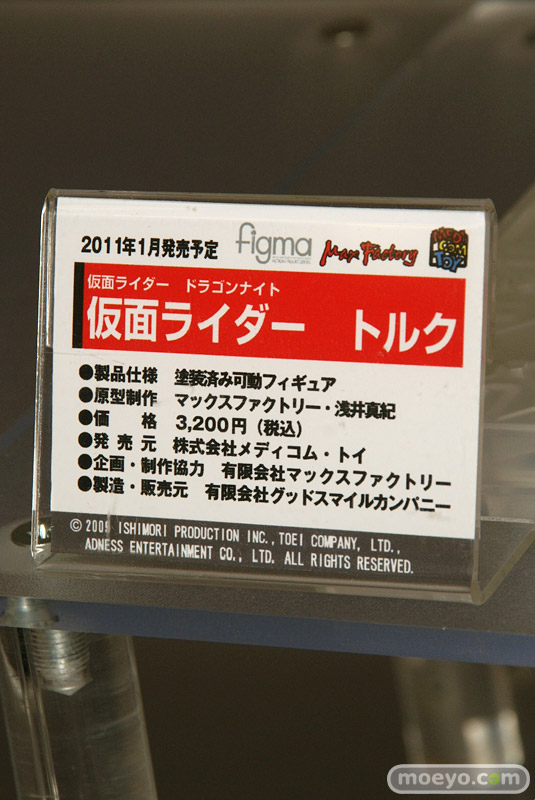 2011年1月発売予定 figma Max Factory MEDI COM TOY
仮面ライダー ドラゴンナイト
仮面ライダー トルク
●製品仕様 塗装済み可動フィギュア
●原型制作 マックスファクトリー・浅井真紀
●価 格 3,200円（税込）
●発 売 元 株式会社メディコム・トイ
●企画・制作協力 有限会社マックスファクトリー
●製造・販売元 有限会社グッドスマイルカンパニー
© 2009 ISHIMORI PRODUCTION INC., TOEI COMPANY, LTD.,
ADNESS ENTERTAINMENT CO., LTD. ALL RIGHTS RESERVED.
moeyo.com